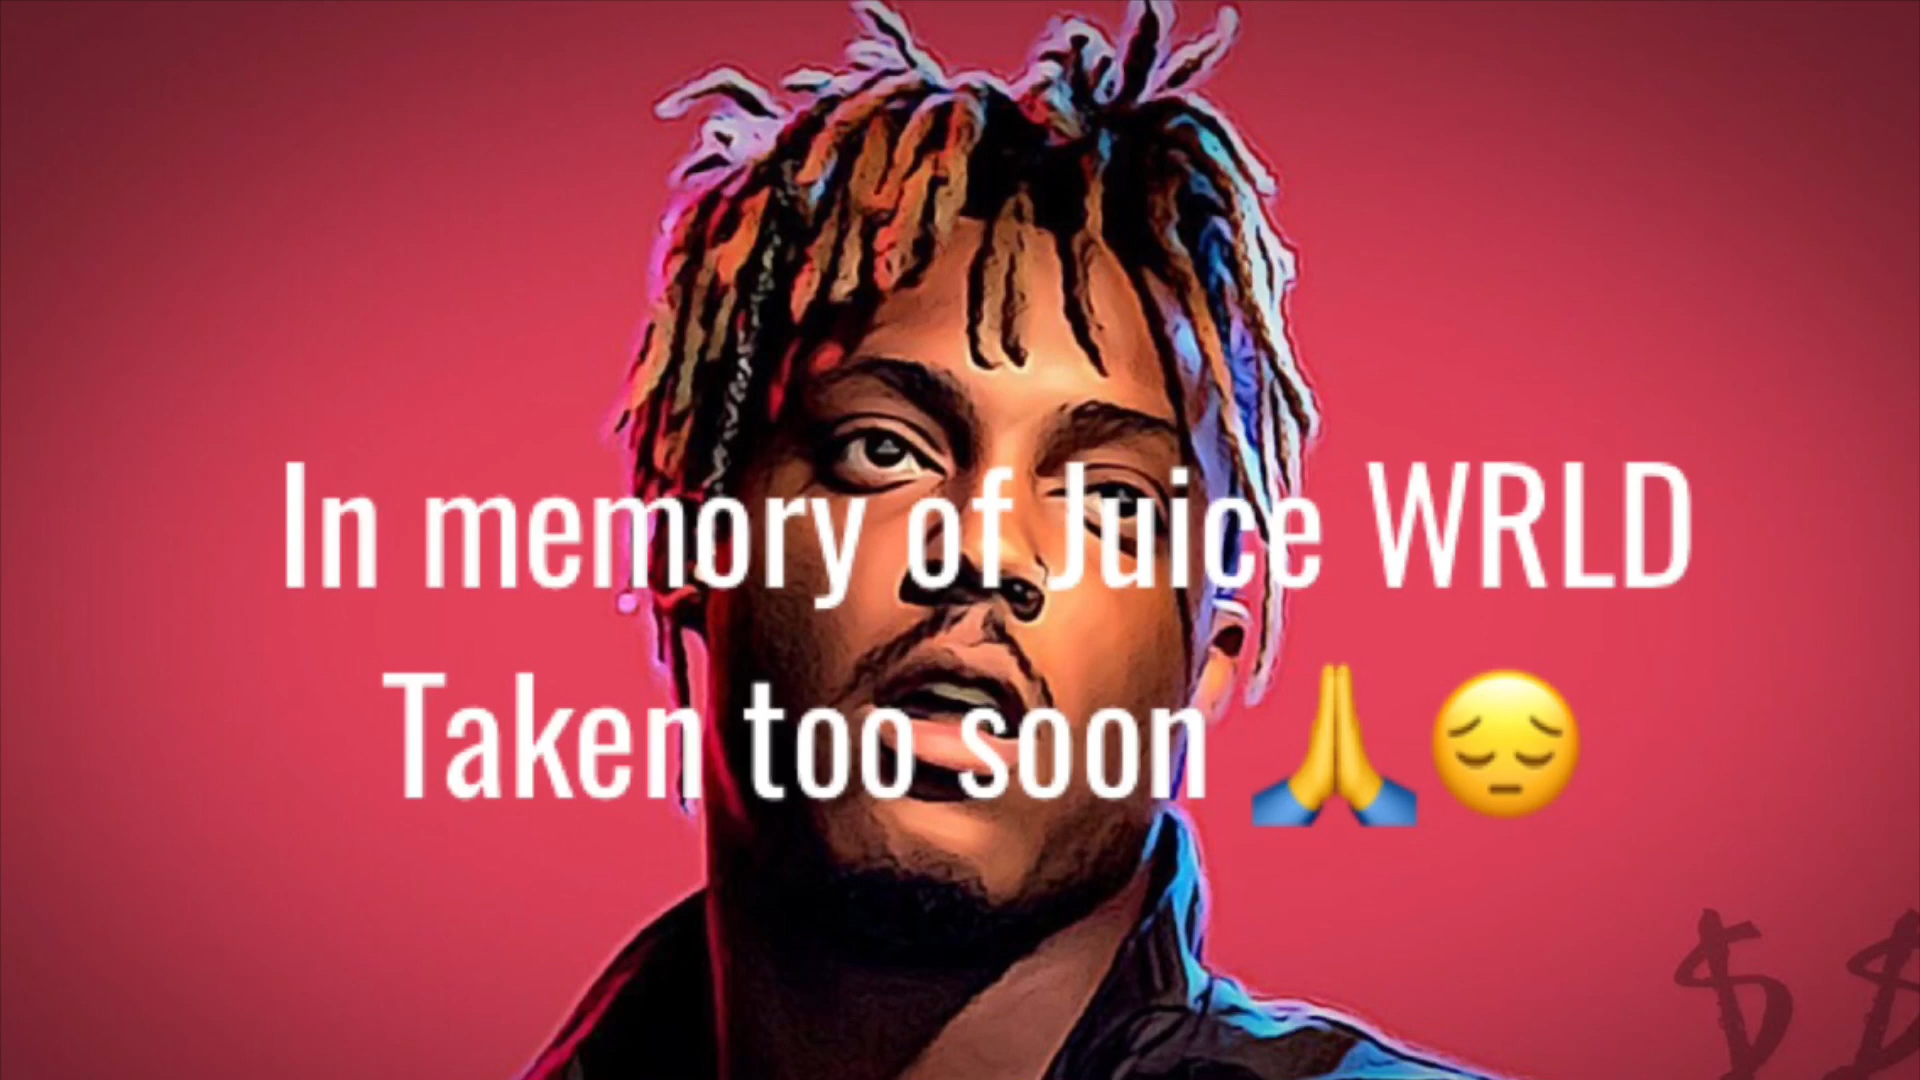 In memory of Juice WRLD
Taken too soon 🙏😔
$ $